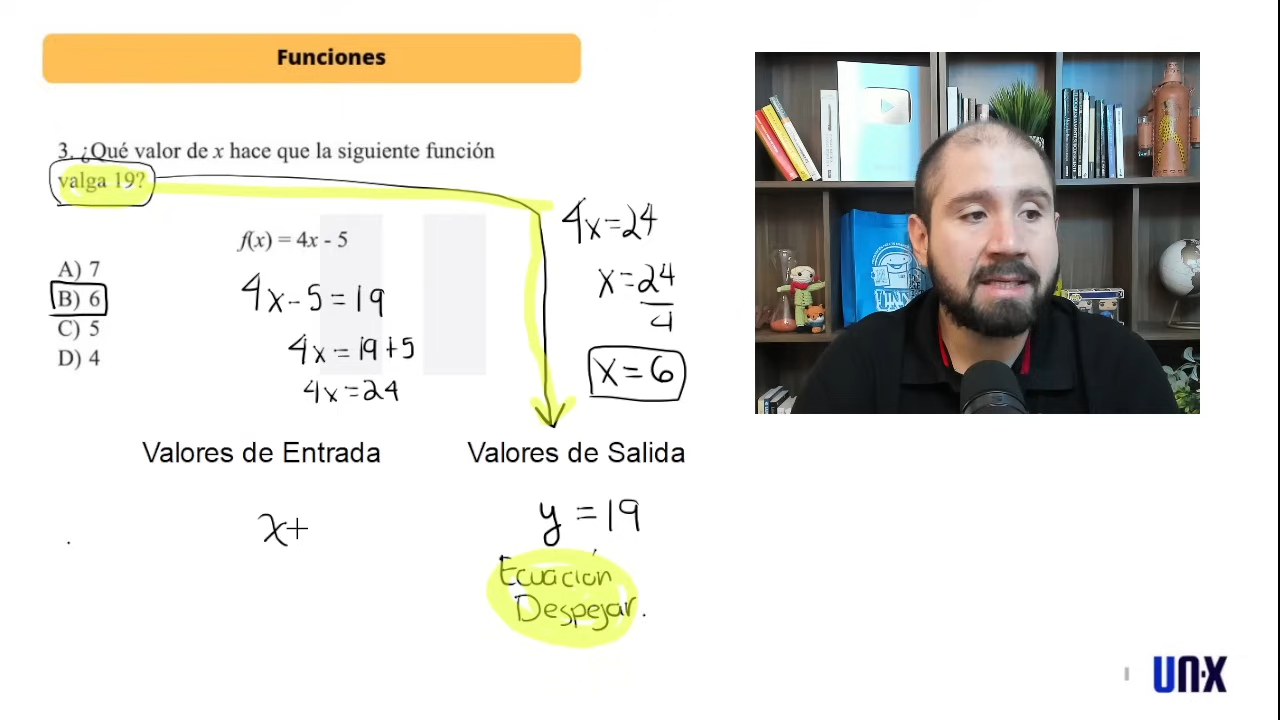 Funciones
3. ¿Qué valor de x hace que la siguiente función
valga 19?
f(x) = 4x - 5
A) 7
B) 6
C) 5
D) 4
4x-5=19
4x=19+5
4x=24
4x=24
x=24
4
x=6
Valores de Entrada
Valores de Salida
x+
y=19
Ecuación
Despejar.
UNX